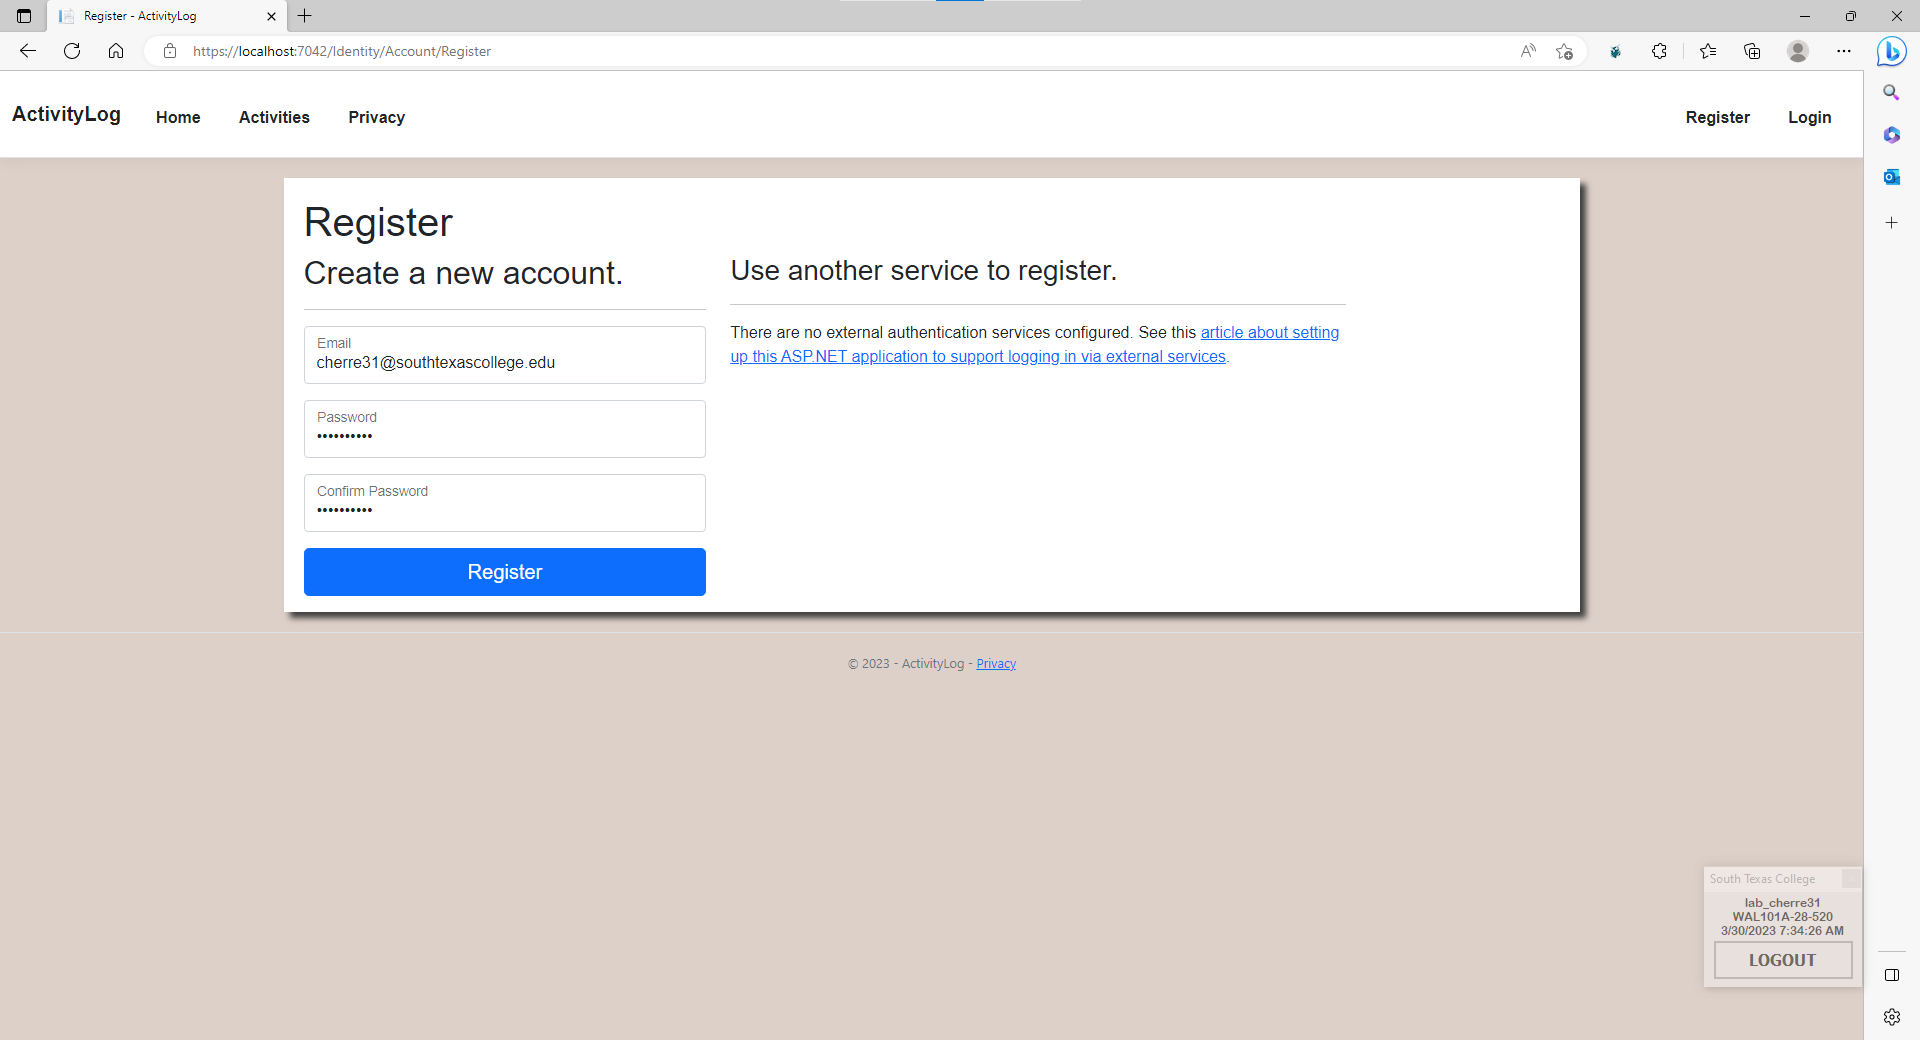 Register - ActivityLog
https://localhost:7042/Identity/Account/Register
ActivityLog Home Activities Privacy Register Login
Register
Create a new account.
Email
cherre31@southtexascollege.edu
Password
••••••••••
Confirm Password
••••••••••
Register
Use another service to register.
There are no external authentication services configured. See this article about setting
up this ASP.NET application to support logging in via external services.
© 2023 - ActivityLog - Privacy
South Texas College
lab_cherre31
WAL101A-28-520
3/30/2023 7:34:26 AM
LOGOUT